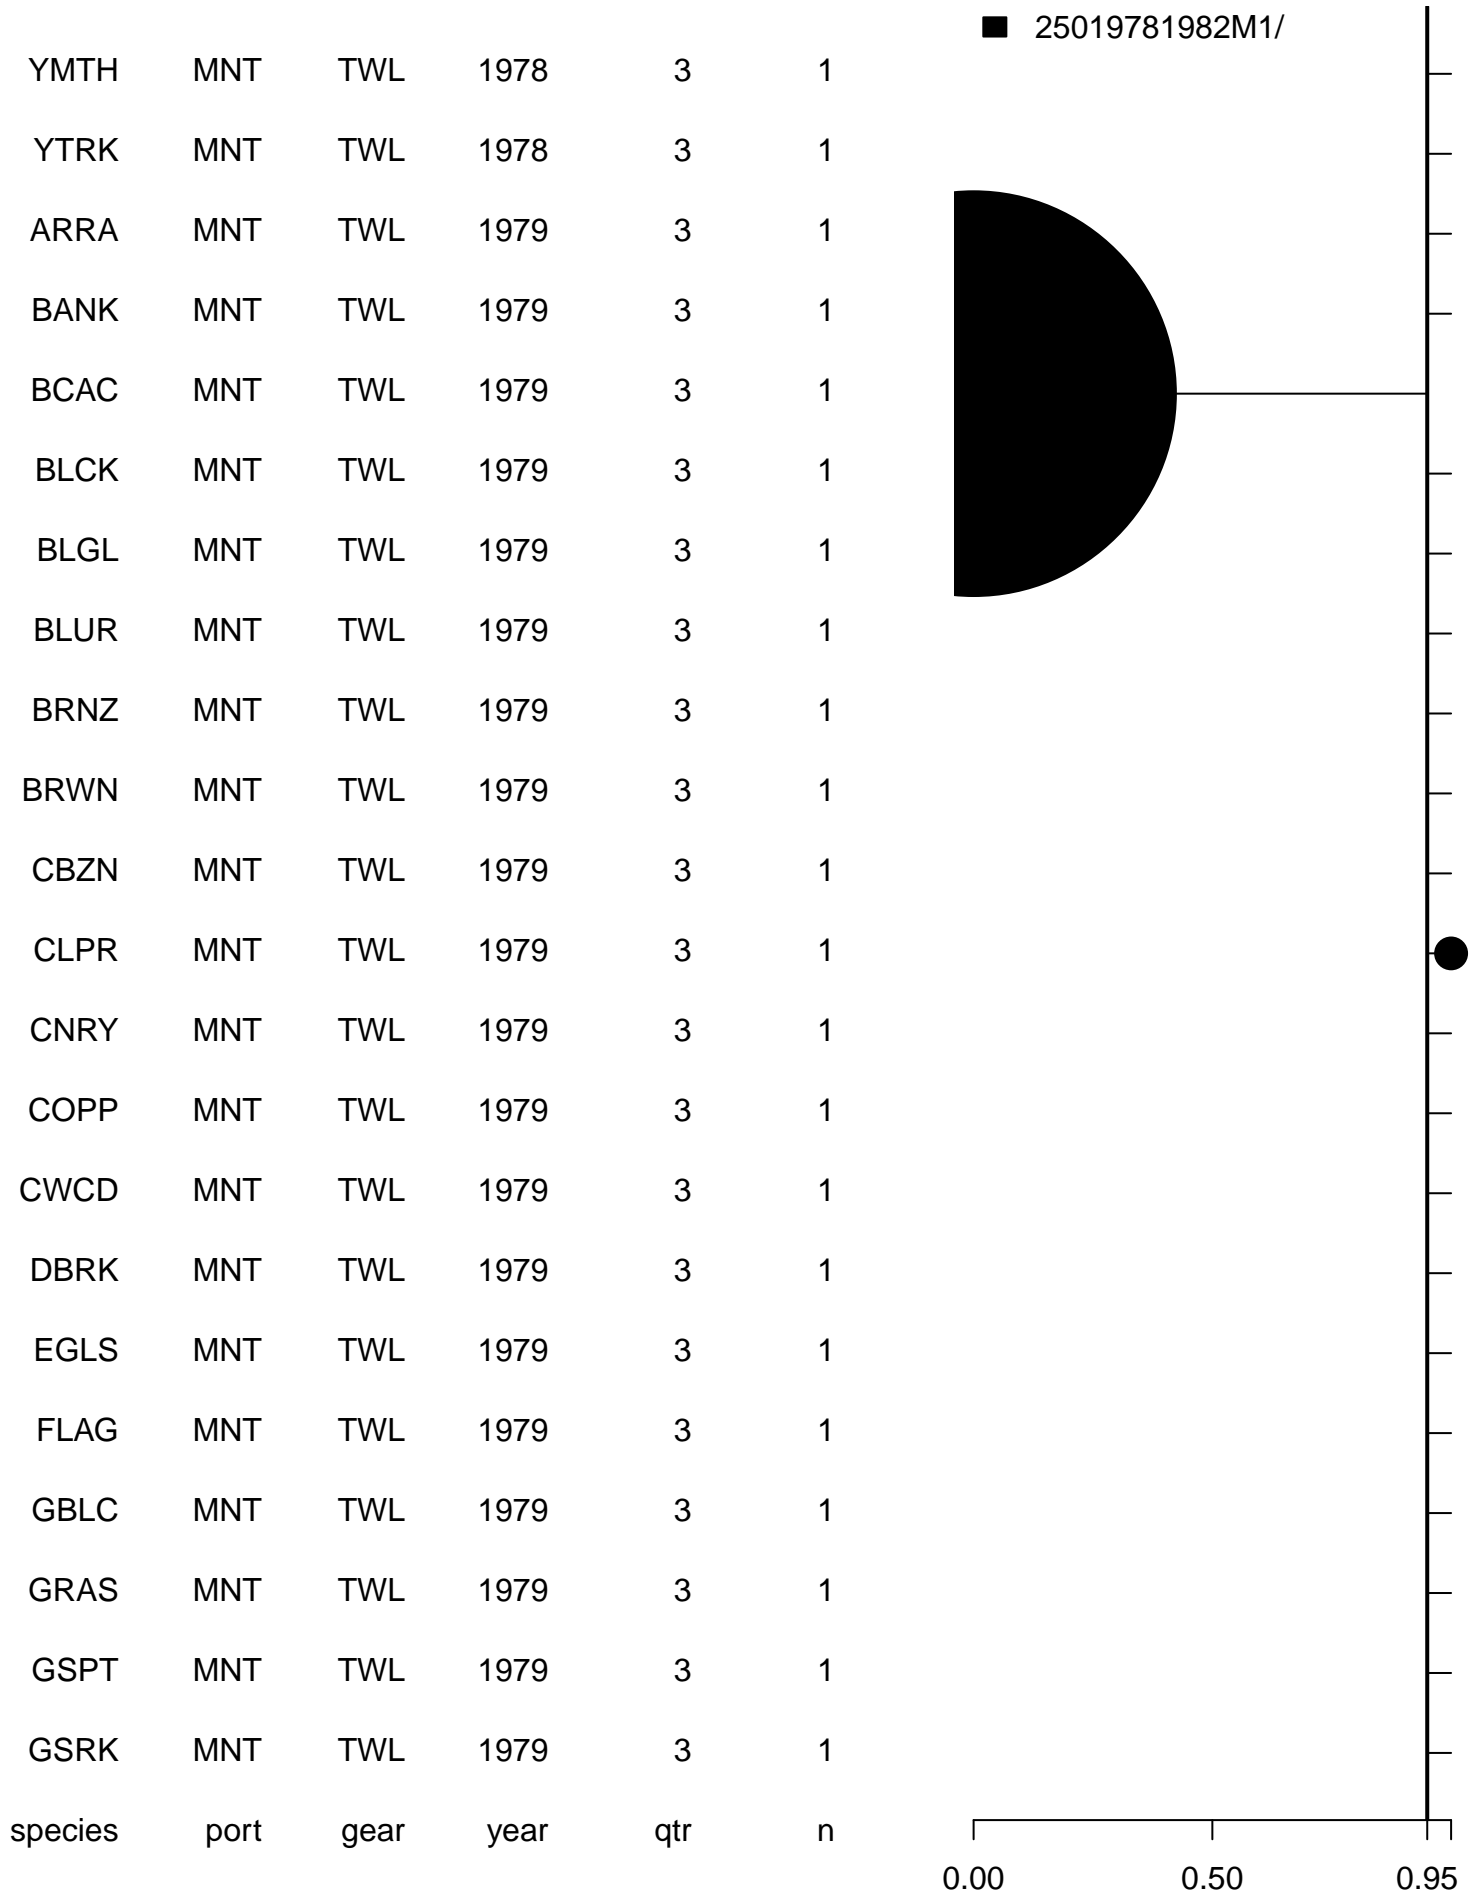 25019781982M1/
YMTH MNT TWL 1978 3 1
YTRK MNT TWL 1978 3 1
ARRA MNT TWL 1979 3 1
BANK MNT TWL 1979 3 1
BCAC MNT TWL 1979 3 1
BLCK MNT TWL 1979 3 1
BLGL MNT TWL 1979 3 1
BLUR MNT TWL 1979 3 1
BRNZ MNT TWL 1979 3 1
BRWN MNT TWL 1979 3 1
CBZN MNT TWL 1979 3 1
CLPR MNT TWL 1979 3 1
CNRY MNT TWL 1979 3 1
COPP MNT TWL 1979 3 1
CWCD MNT TWL 1979 3 1
DBRK MNT TWL 1979 3 1
EGLS MNT TWL 1979 3 1
FLAG MNT TWL 1979 3 1
GBLC MNT TWL 1979 3 1
GRAS MNT TWL 1979 3 1
GSPT MNT TWL 1979 3 1
GSRK MNT TWL 1979 3 1
species port gear year qtr n
0.00 0.50 0.95